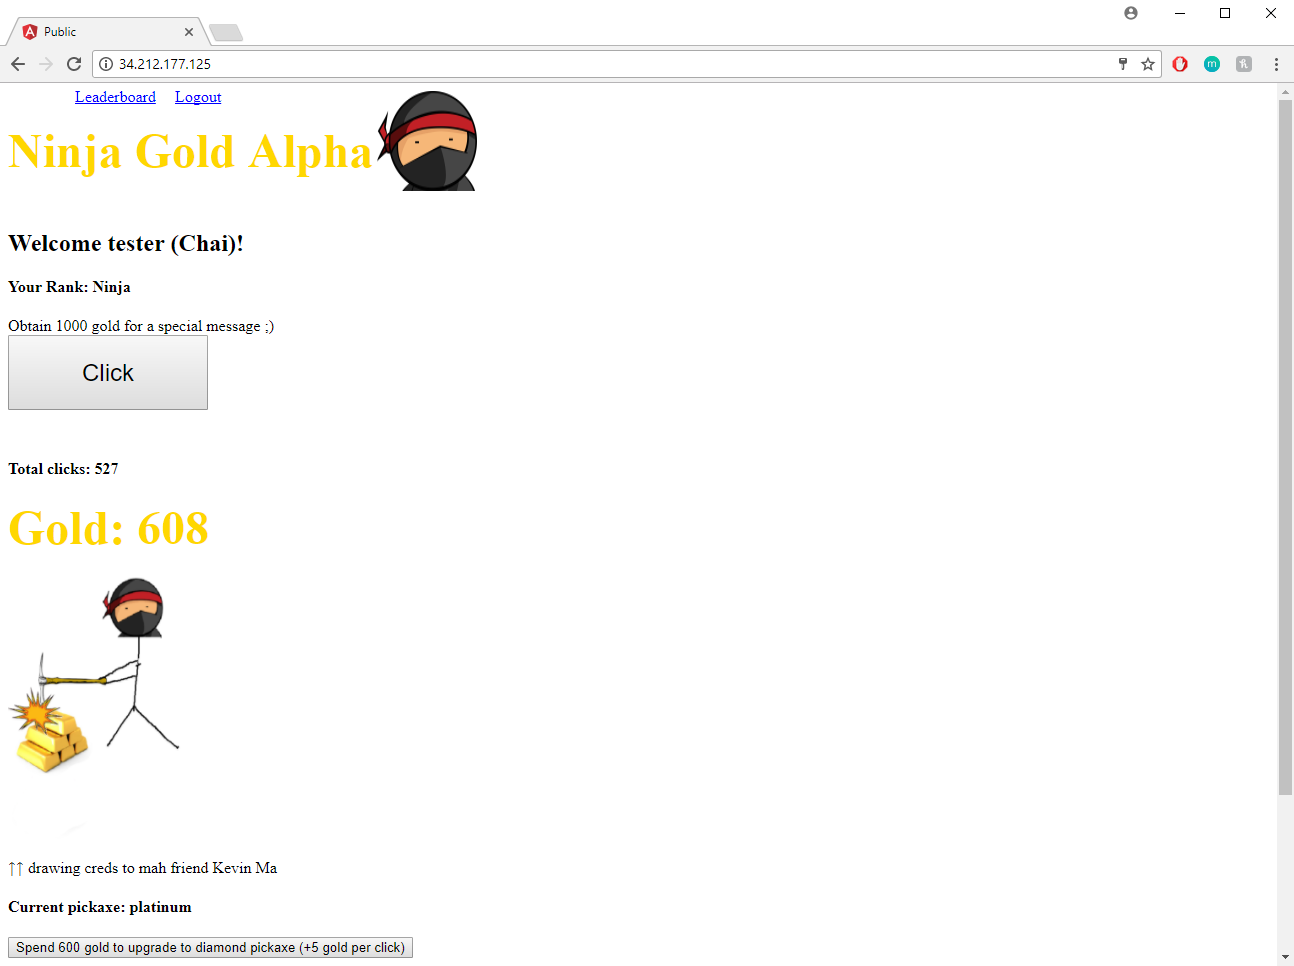 Public
34.212.177.125
Leaderboard Logout
Ninja Gold Alpha
Welcome tester (Chai)!
Your Rank: Ninja
Obtain 1000 gold for a special message ;)
Click
Total clicks: 527
Gold: 608
↑↑ drawing creds to mah friend Kevin Ma
Current pickaxe: platinum
Spend 600 gold to upgrade to diamond pickaxe (+5 gold per click)